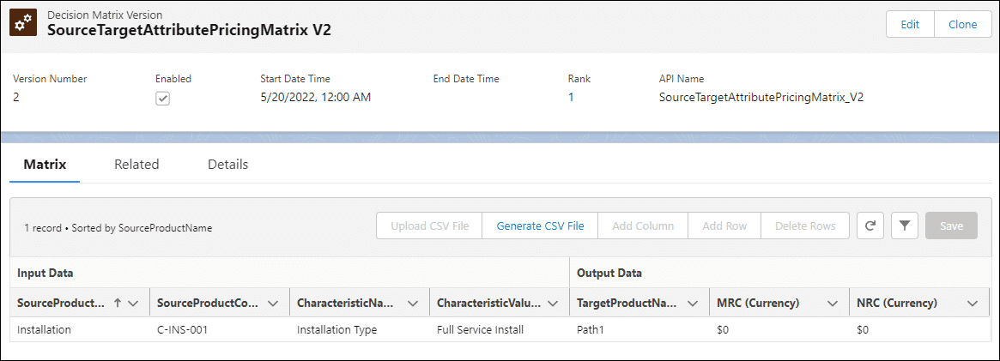 Decision Matrix Version
SourceTargetAttributePricingMatrix V2
Edit
Clone
Version Number
Enabled
Start Date Time
End Date Time
Rank
API Name
2
5/20/2022, 12:00 AM
1
SourceTargetAttributePricingMatrix_V2
Matrix
Related
Details
1 record • Sorted by SourceProductName
Upload CSV File
Generate CSV File
Add Column
Add Row
Delete Rows
Save
Input Data
Output Data
SourceProduct...
SourceProductCo...
CharacteristicNa...
CharacteristicValu...
TargetProductNa...
MRC (Currency)
NRC (Currency)
Installation
C-INS-001
Installation Type
Full Service Install
Path1
$0
$0